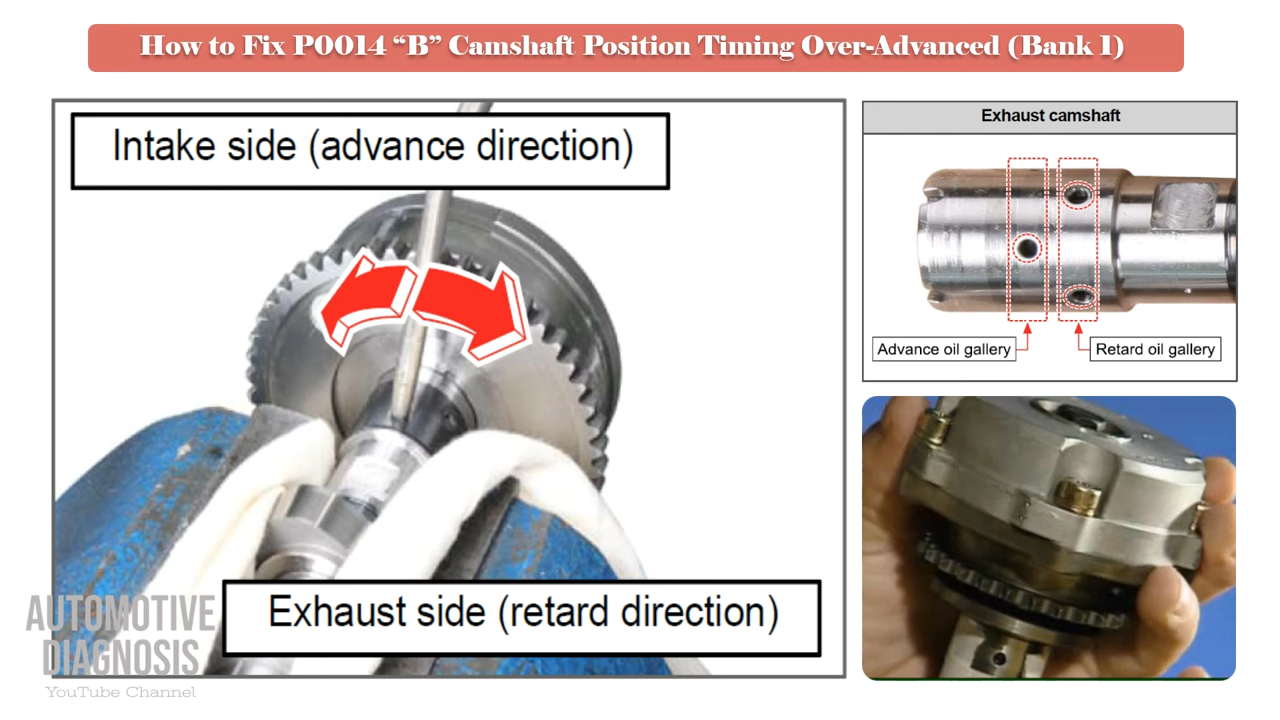 How to Fix P0014 “B” Camshaft Position Timing Over-Advanced (Bank 1)
Intake side (advance direction)
Exhaust side (retard direction)
Exhaust camshaft
Advance oil gallery
Retard oil gallery
AUTOMOTIVE
DIAGNOSIS
YouTube Channel